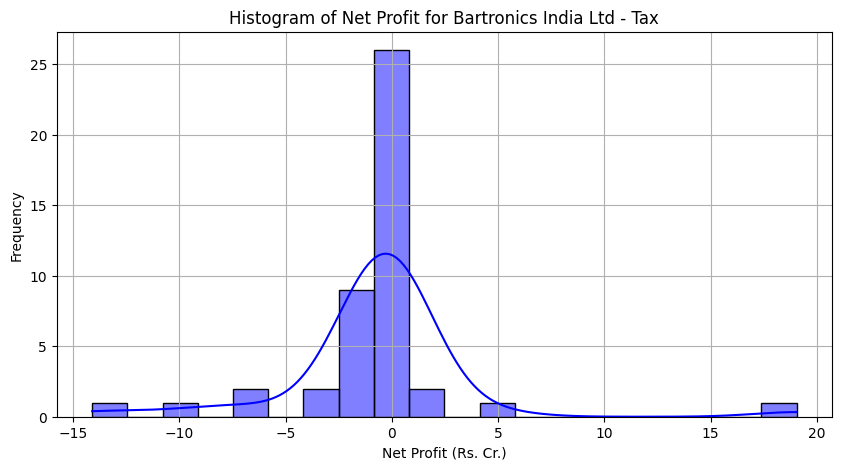 Histogram of Net Profit for Bartronics India Ltd - Tax
Frequency
25
20
15
10
5
0
−15 −10 −5 0 5 10 15 20
Net Profit (Rs. Cr.)